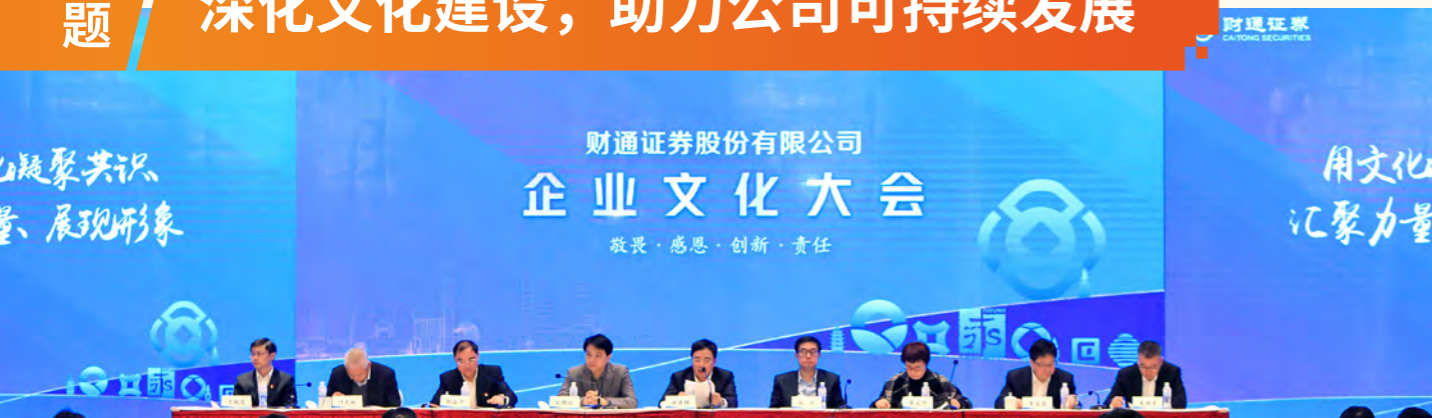 题
深化文化建设，助力公司可持续发展
财通证券
CAITONG SECURITIES
财通证券股份有限公司
企业文化大会
敬畏·感恩·创新·责任
化凝聚共识、
量、展现形象
用文化
汇聚力量